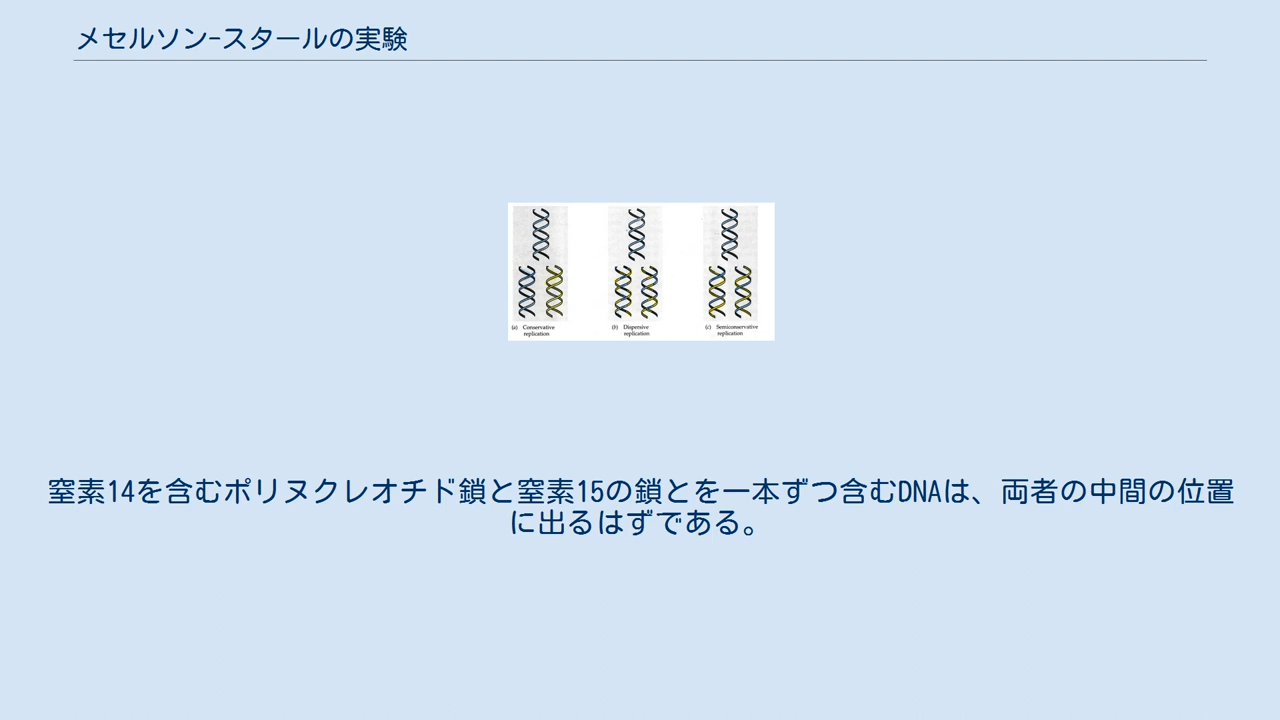 メセルソン-スタールの実験
(a) Conservative
replication
(b) Dispersive
replication
(c) Semiconservative
replication
窒素14を含むポリヌクレオチド鎖と窒素15の鎖とを一本ずつ含むDNAは、両者の中間の位置
に出るはずである。